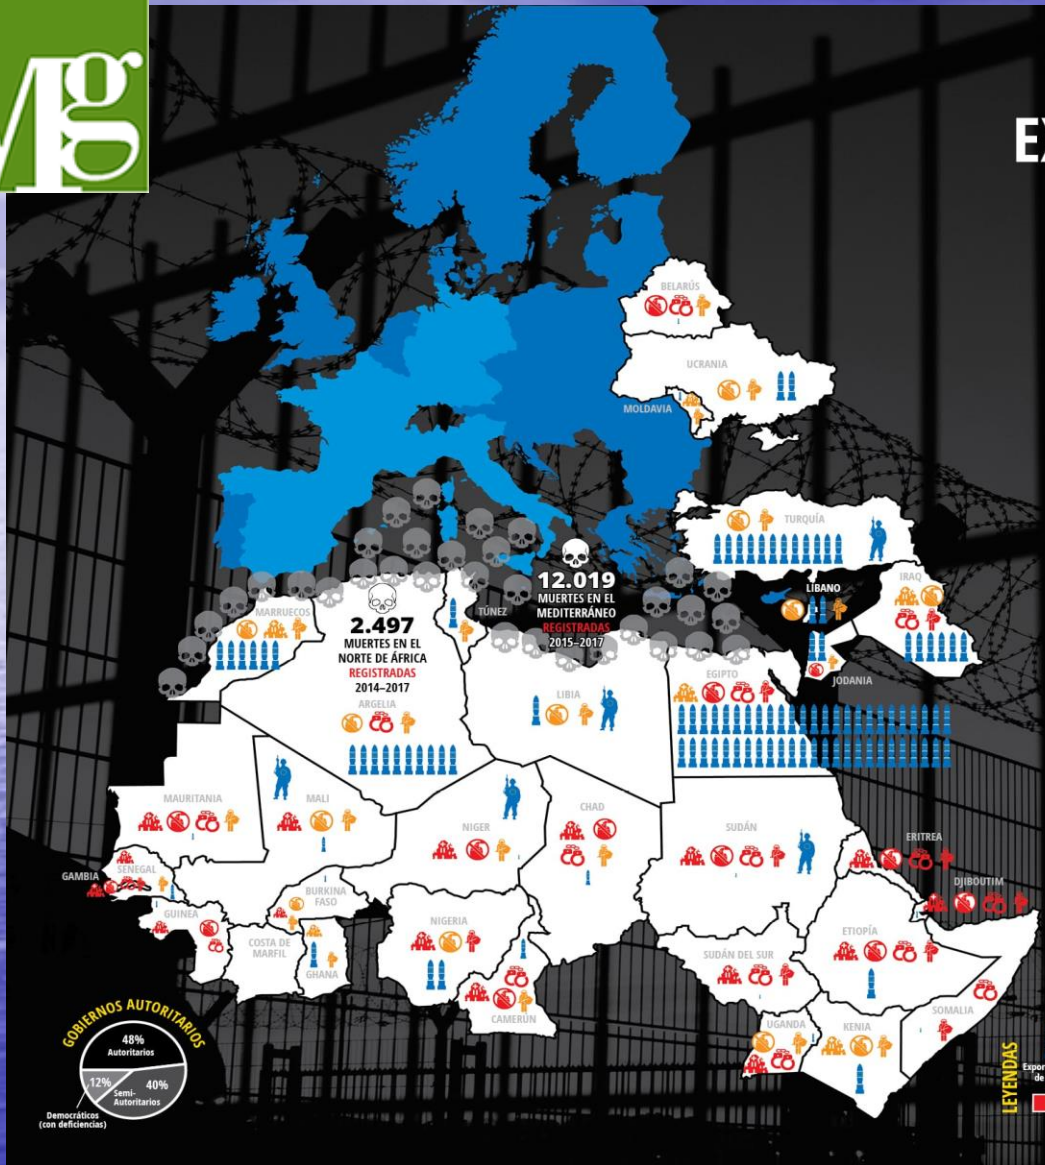 Mg
EX
BELARÚS
UCRANIA
MOLDAVIA
TURQUÍA
LIBANO
IRAQ
12.019
MUERTES EN EL
MEDITERRÁNEO
REGISTRADAS
2015–2017
MARRUECOS
2.497
MUERTES EN EL
NORTE DE ÁFRICA
REGISTRADAS
2014–2017
TÚNEZ
JODANIA
ARGELIA
LIBIA
EGIPTO
MAURITANIA
MALI
NIGER
CHAD
SUDÁN
ERITREA
GAMBIA
SENEGAL
DJIBOUTIM
BURKINA
FASO
GUINEA
NIGERIA
COSTA DE
MARFIL
GHANA
ETIOPÍA
SUDÁN DEL SUR
CAMERÚN
SOMALIA
UGANDA
KENIA
GOBIERNOS AUTORITARIOS
48%
Autoritarios
12%
40%
Semi-
Autoritarios
Democráticos
(con deficiencias)
LEYENDAS
Expor
de